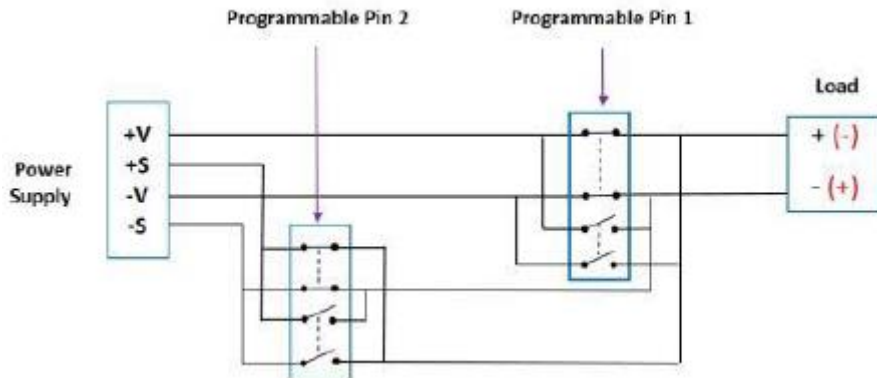 Programmable Pin 2
Programmable Pin 1
Load
Power
Supply
+V
+S
-V
-S
+ (-)
- (+)